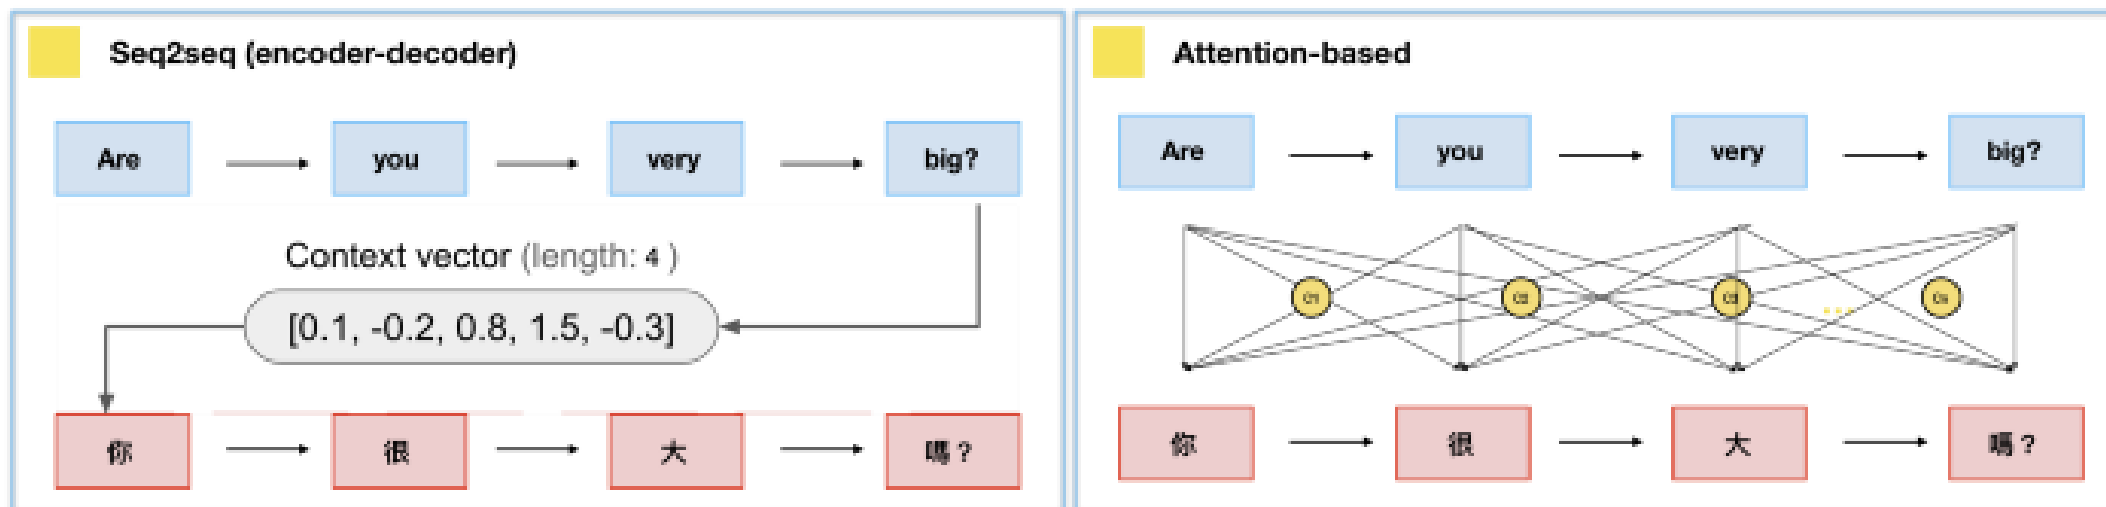 Seq2seq (encoder-decoder)
Are
you
very
big?
Context vector (length: 4 )
[0.1, -0.2, 0.8, 1.5, -0.3]
你
很
大
嗎？
Attention-based
Are
you
very
big?
...
你
很
大
嗎？